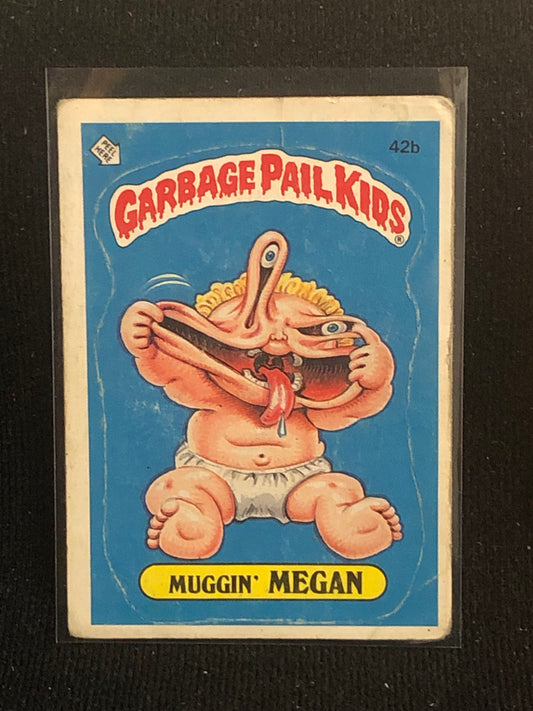 PEEL
HERE
42b
GARBAGE PAIL KIDS®
MUGGIN' MEGAN